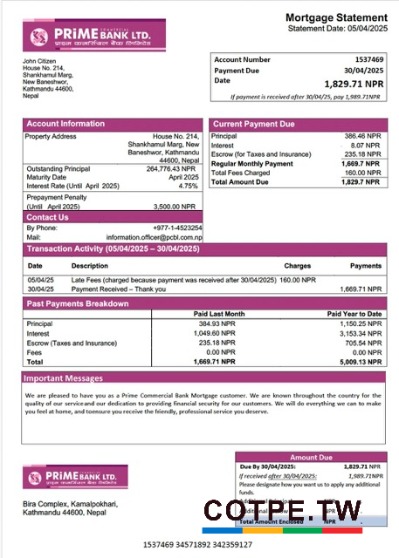 COMMERCIAL
PRIME BANK LTD.
प्राइम कमर्सियल बैंक लिमिटेड
Mortgage Statement
Statement Date: 05/04/2025
John Citizen
House No. 214,
Shankhamul Marg,
New Baneshwor,
Kathmandu 44600,
Nepal
Account Number 1537469
Payment Due 30/04/2025
Date 1,829.71 NPR
If payment is received after 30/04/25, pay 1,989.71NPR
Account Information
Property Address House No. 214,
Shankhamul Marg, New
Baneshwor, Kathmandu
44600, Nepal
Outstanding Principal 264,776.43 NPR
Maturity Date April 2025
Interest Rate (Until April 2025) 4.75%
Prepayment Penalty
(Until April 2025) 3,500.00 NPR
Contact Us
By Phone: +977-1-4523254
Mail: information.officer@pcbl.com.np
Current Payment Due
Principal 386.46 NPR
Interest 8.07 NPR
Escrow (for Taxes and Insurance) 235.18 NPR
Regular Monthly Payment 1,669.7 NPR
Total Fees Charged 160.00 NPR
Total Amount Due 1,829.7 NPR
Transaction Activity (05/04/2025 – 30/04/2025)
Date Description Charges Payments
05/04/25 Late Fees (charged because payment was received after 30/04/2025) 160.00 NPR
30/04/25 Payment Received – Thank you 1,669.71 NPR
Past Payments Breakdown
Paid Last Month Paid Year to Date
Principal 384.93 NPR 1,150.25 NPR
Interest 1,049.60 NPR 3,153.34 NPR
Escrow (Taxes and Insurance) 235.18 NPR 705.54 NPR
Fees 0.00 NPR 0.00 NPR
Total 1,669.71 NPR 5,009.13 NPR
Important Messages
We are pleased to have you as a Prime Commercial Bank Mortgage customer. We are known throughout the country for the
quality of our service and our dedication to providing financial security for our customers. We will do everything we can to make
you feel at home, and toensure you receive the friendly, professional service you deserve.
COMMERCIAL
PRIME BANK LTD.
प्राइम कमर्सियल बैंक लिमिटेड
Bira Complex, Kamalpokhari,
Kathmandu 44600, Nepal
Amount Due
Due By 30/04/2025: 1,829.71 NPR
If received after 30/04/2025: 1,989.71NPR
Please designate how you want us to apply any additional
funds.
Total Amount Enclosed NPR
COTPE.TW
1537469 34571892 342359127